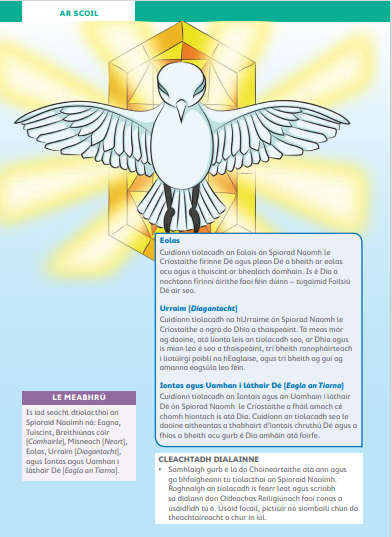 AR SCOIL
Eolas
Cuidíonn tíolacadh an Eolais ón Spiorad Naomh le
Críostaithe fírinne Dé agus plean Dé a bheith ar eolas
acu agus a thuiscint ar bhealach domhain. Is é Dia a
nochtann fírinní áirithe faoi féin dúinn – tugaimid Foilsiú
Dé air seo.
Urraim [Diagantacht]
Cuidíonn tíolacadh na hUrraime ón Spiorad Naomh le
Críostaithe a ngrá do Dhia a thaispeáint. Tá meas mór
ag daoine, atá líonta leis an tíolacadh seo, ar Dhia agus
is mian leo é seo a thaispeáint, trí bheith rannpháirteach
i liotúirgí poiblí na hEaglaise, agus trí bheith ag guí ag
amanna éagsúla leo féin.
Iontas agus Uamhan i láthair Dé [Eagla an Tiarna]
Cuidíonn tíolacadh an Iontais agus an Uamhain i láthair
Dé ón Spiorad Naomh le Críostaithe a fháil amach cé
chomh hiontach is atá Dia. Cuidíonn an tíolacadh seo le
daoine aitheantas a thabhairt d'iontais chruthú Dé agus a
fhios a bheith acu gurb é Dia amháin atá foirfe.
LE MEABHRÚ
Is iad seacht dtíolacthaí an
Spioraid Naoimh ná: Eagna,
Tuiscint, Breithiúnas cóir
[Comhairle], Misneach [Neart],
Eolas, Urraim [Diagantacht],
agus Iontas agus Uamhan i
láthair Dé [Eagla an Tiarna].
CLEACHTADH DIALAINNE
• Samhlaigh gurb é lá do Chóineartaithe atá ann agus
go bhfaigheann tú tíolacthaí an Spioraid Naoimh.
Roghnaigh an tíolacadh is fearr leat agus scríobh
sa dialann don Oideachas Reiligiúnach faoi conas a
úsáidfidh tú é. Úsáid focail, pictiúir nó siombailí chun do
theachtaireacht a chur in iúl.